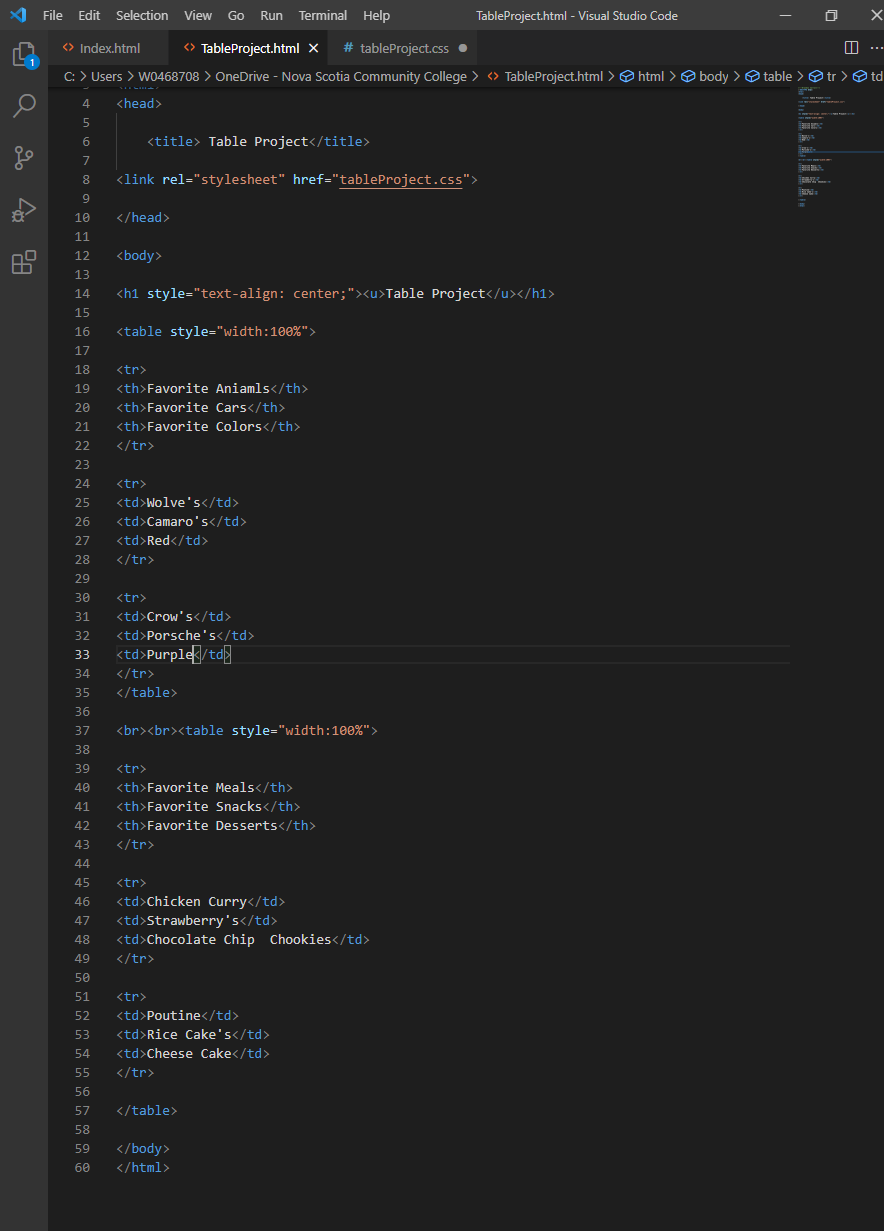 File Edit Selection View Go Run Terminal Help TableProject.html - Visual Studio Code
Index.html TableProject.html tableProject.css
C: > Users > W0468708 > OneDrive - Nova Scotia Community College > TableProject.html > html > body > table > tr > td
1
3 <html>
4 <head>
5
6 <title> Table Project</title>
7
8 <link rel="stylesheet" href="tableProject.css">
9
10 </head>
11
12 <body>
13
14 <h1 style="text-align: center;"><u>Table Project</u></h1>
15
16 <table style="width:100%">
17
18 <tr>
19 <th>Favorite Aniamls</th>
20 <th>Favorite Cars</th>
21 <th>Favorite Colors</th>
22 </tr>
23
24 <tr>
25 <td>Wolve's</td>
26 <td>Camaro's</td>
27 <td>Red</td>
28 </tr>
29
30 <tr>
31 <td>Crow's</td>
32 <td>Porsche's</td>
33 <td>Purple</td>
34 </tr>
35 </table>
36
37 <br><br><table style="width:100%">
38
39 <tr>
40 <th>Favorite Meals</th>
41 <th>Favorite Snacks</th>
42 <th>Favorite Desserts</th>
43 </tr>
44
45 <tr>
46 <td>Chicken Curry</td>
47 <td>Strawberry's</td>
48 <td>Chocolate Chip  Chookies</td>
49 </tr>
50
51 <tr>
52 <td>Poutine</td>
53 <td>Rice Cake's</td>
54 <td>Cheese Cake</td>
55 </tr>
56
57 </table>
58
59 </body>
60 </html>